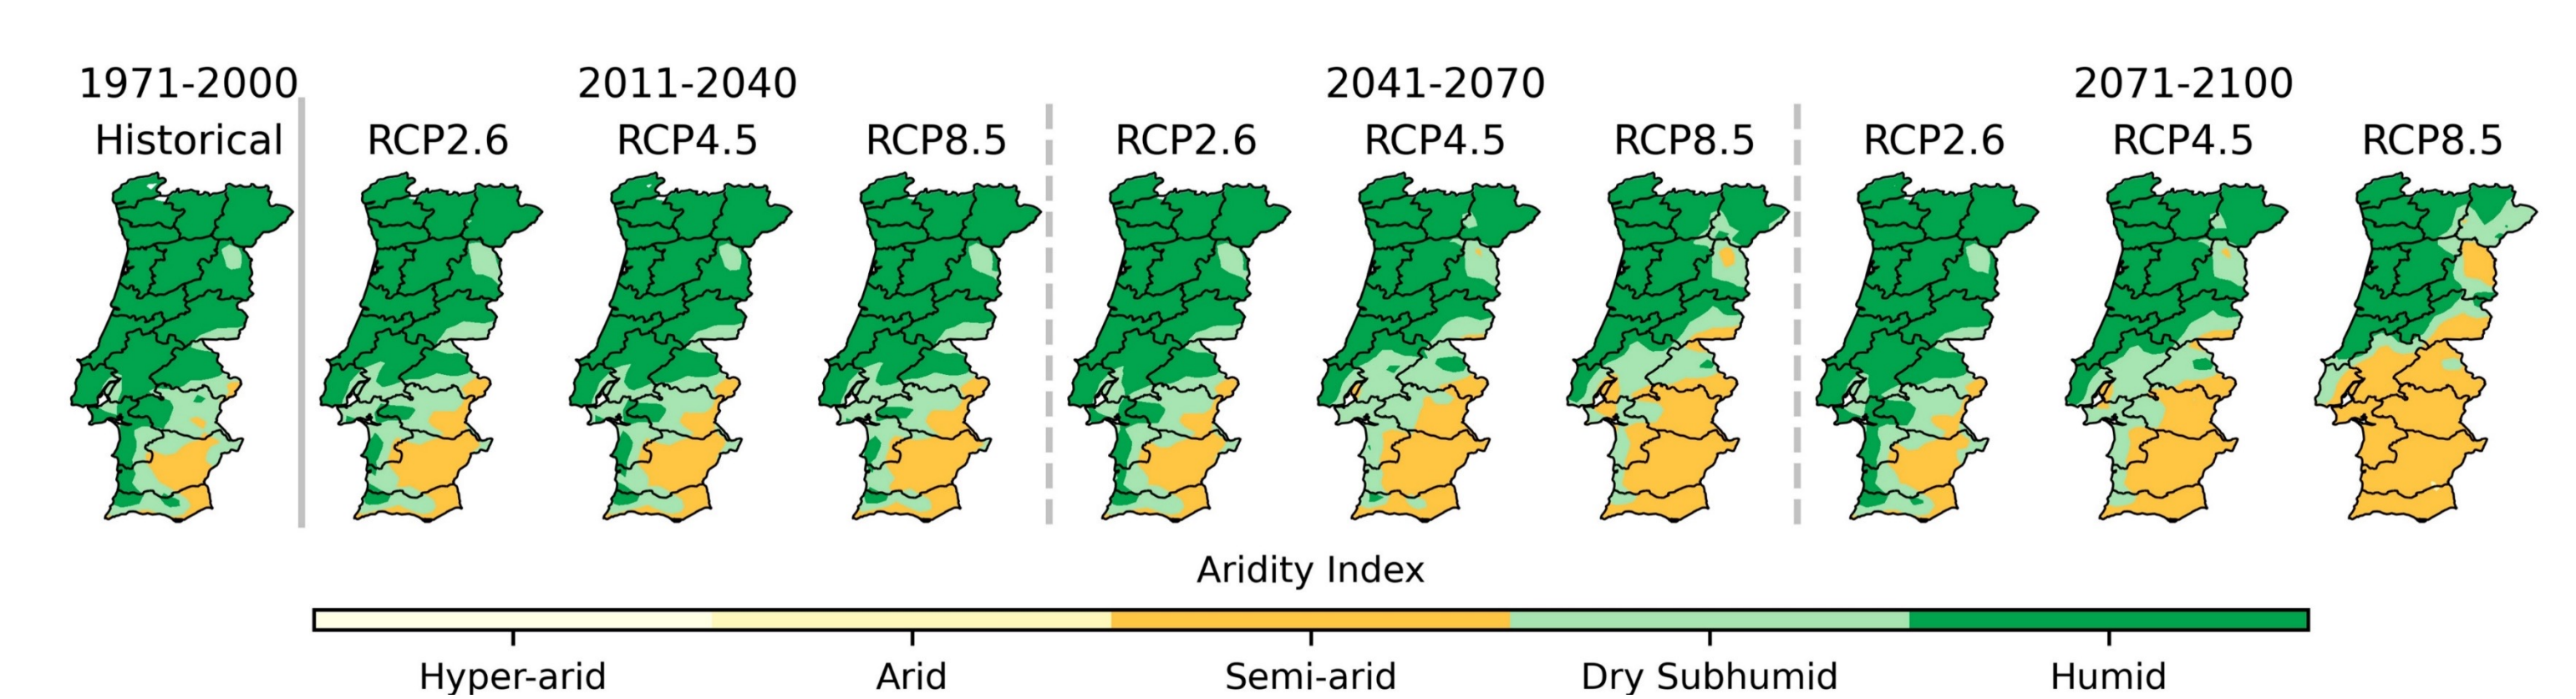 1971-2000 2011-2040 2041-2070 2071-2100
Historical RCP2.6 RCP4.5 RCP8.5 RCP2.6 RCP4.5 RCP8.5 RCP2.6 RCP4.5 RCP8.5
Aridity Index
Hyper-arid Arid Semi-arid Dry Subhumid Humid